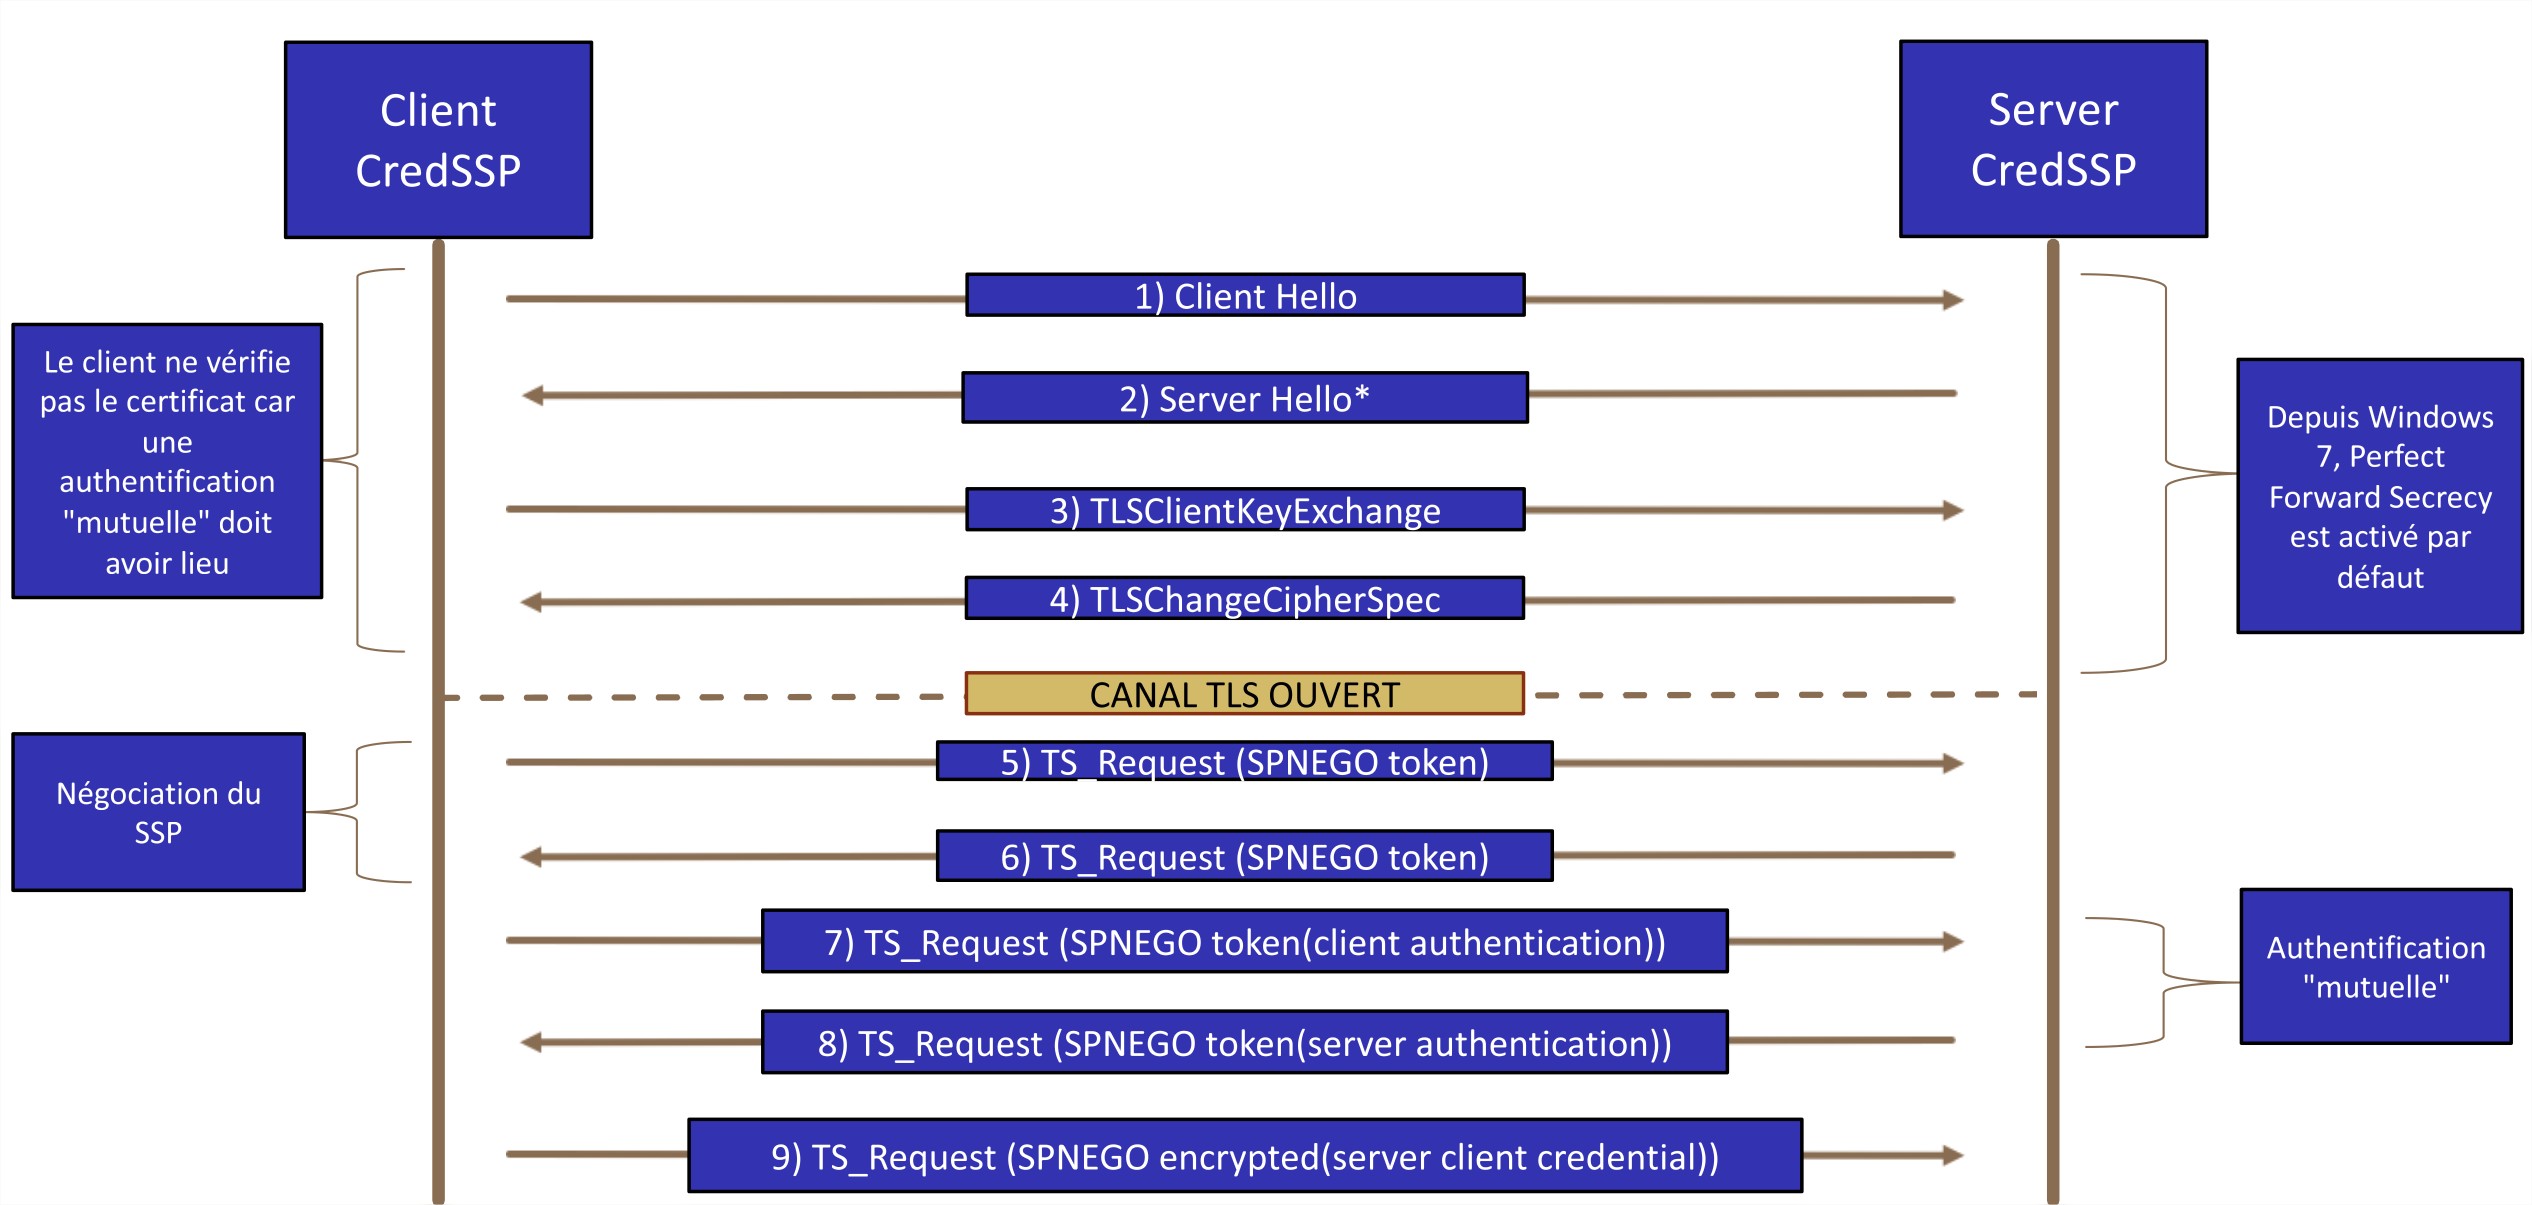 Client
CredSSP
Server
CredSSP
1) Client Hello
2) Server Hello*
3) TLSClientKeyExchange
4) TLSChangeCipherSpec
Le client ne vérifie
pas le certificat car
une
authentification
"mutuelle" doit
avoir lieu
Depuis Windows
7, Perfect
Forward Secrecy
est activé par
défaut
CANAL TLS OUVERT
5) TS_Request (SPNEGO token)
6) TS_Request (SPNEGO token)
Négociation du
SSP
7) TS_Request (SPNEGO token(client authentication))
8) TS_Request (SPNEGO token(server authentication))
Authentification
"mutuelle"
9) TS_Request (SPNEGO encrypted(server client credential))